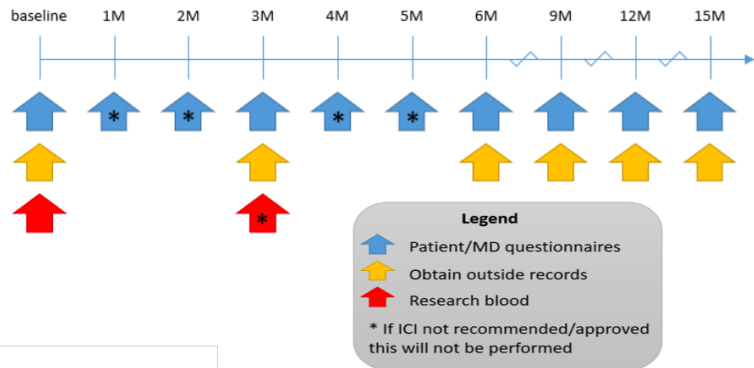 baseline 1M 2M 3M 4M 5M 6M 9M 12M 15M
* * * *
*
Legend
Patient/MD questionnaires
Obtain outside records
Research blood
* If ICI not recommended/approved
this will not be performed